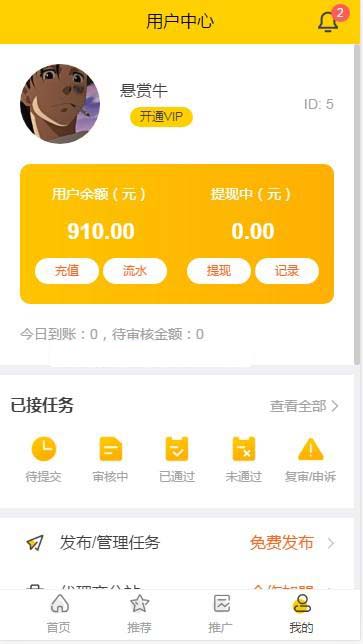 用户中心
2
悬赏牛
开通VIP
ID: 5
用户余额（元） 提现中（元）
910.00 0.00
充值 流水 提现 记录
今日到账：0，待审核金额：0
已接任务 查看全部
待提交 审核中 已通过 未通过 复审/申诉
发布/管理任务 免费发布
首页 推荐 推广 我的